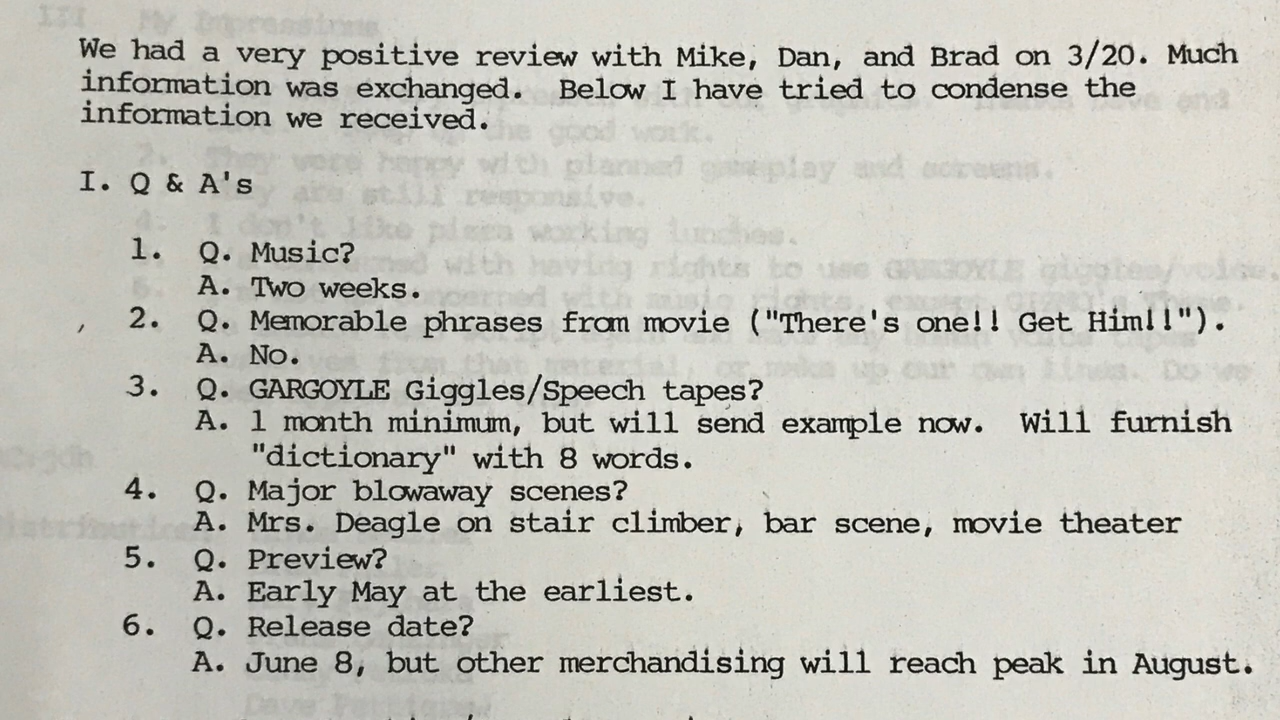 We had a very positive review with Mike, Dan, and Brad on 3/20. Much
information was exchanged. Below I have tried to condense the
information we received.
I. Q & A's
1. Q. Music?
A. Two weeks.
2. Q. Memorable phrases from movie ("There's one!! Get Him!!").
A. No.
3. Q. GARGOYLE Giggles/Speech tapes?
A. 1 month minimum, but will send example now. Will furnish
"dictionary" with 8 words.
4. Q. Major blowaway scenes?
A. Mrs. Deagle on stair climber, bar scene, movie theater
5. Q. Preview?
A. Early May at the earliest.
6. Q. Release date?
A. June 8, but other merchandising will reach peak in August.